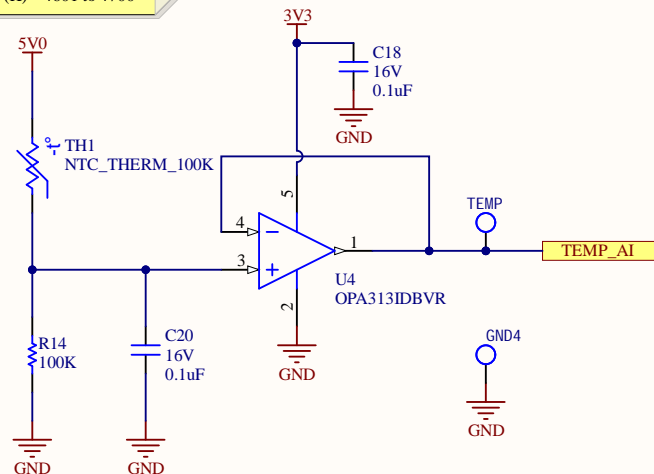 5V0
3V3
C18
16V
0.1uF
GND
-t°
TH1
NTC_THERM_100K
5
4
3
1
2
TEMP
TEMP_AI
U4
OPA313IDBVR
R14
100K
C20
16V
0.1uF
GND
GND4
GND
GND
GND